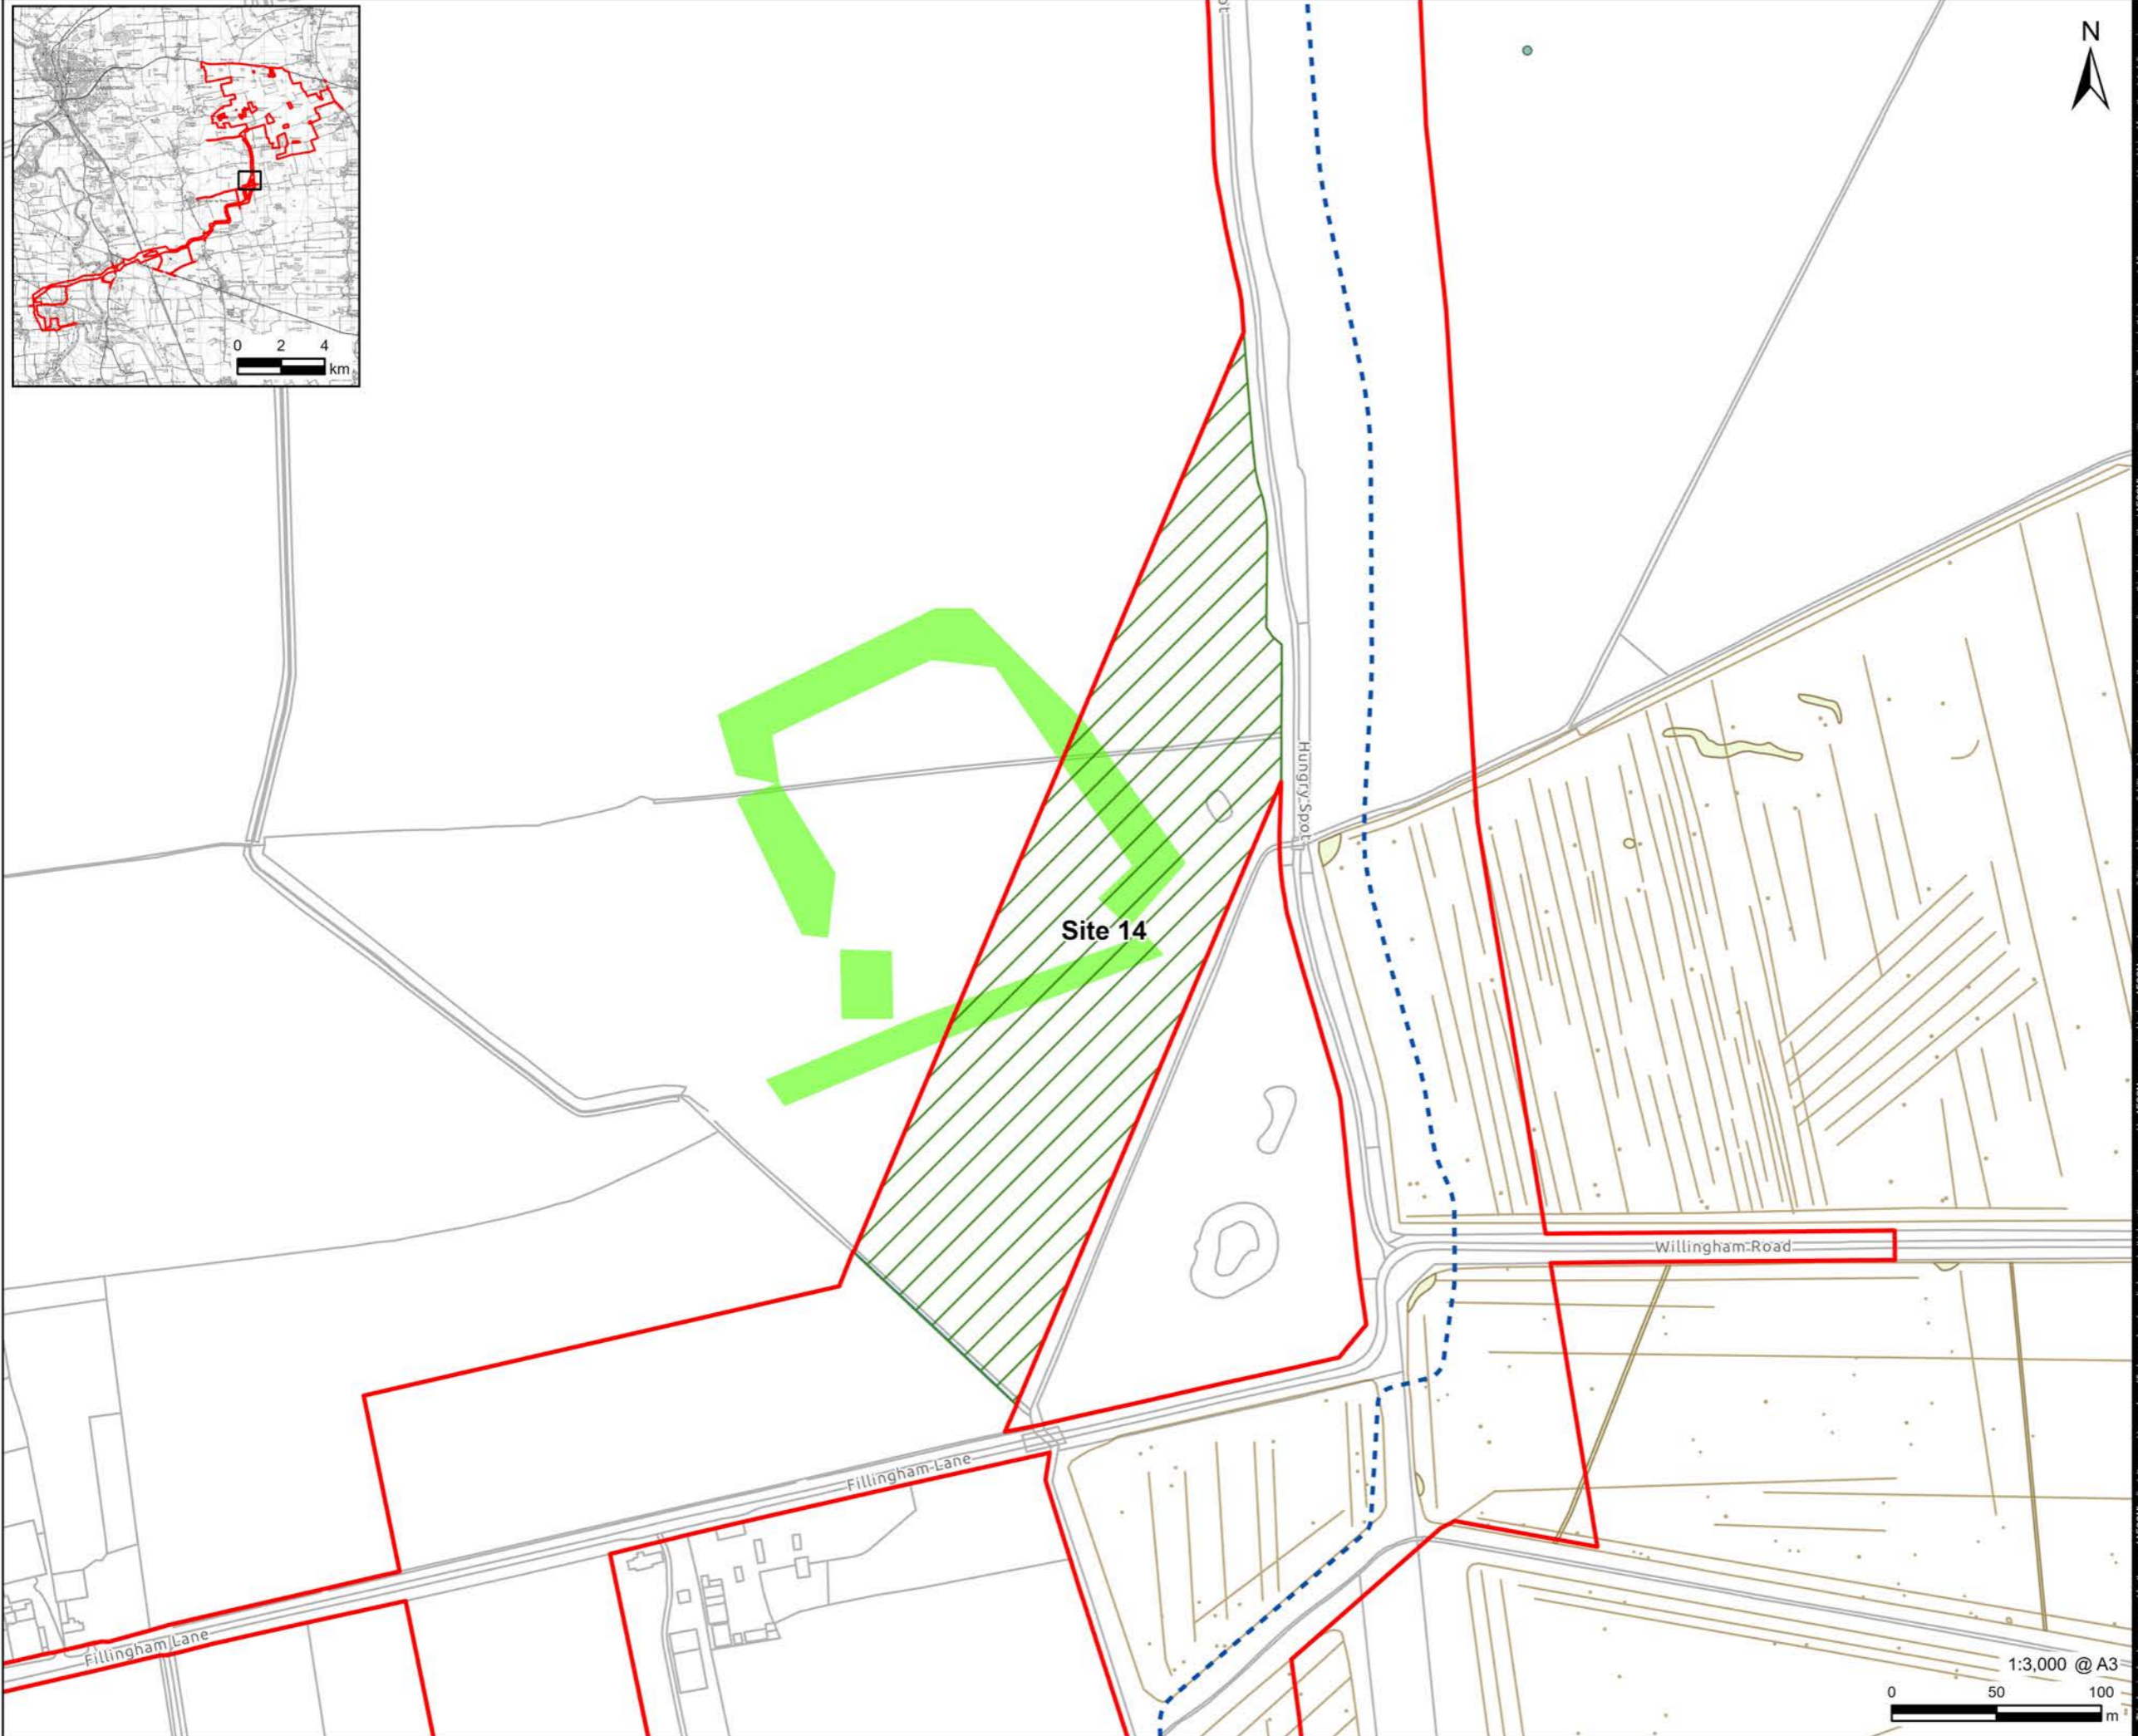 N
0 2 4
km
Hungry Spot
Site 14
Willingham Road
Fillingham Lane
Fillingham Lane
1:3,000 @ A3
0 50 100
m